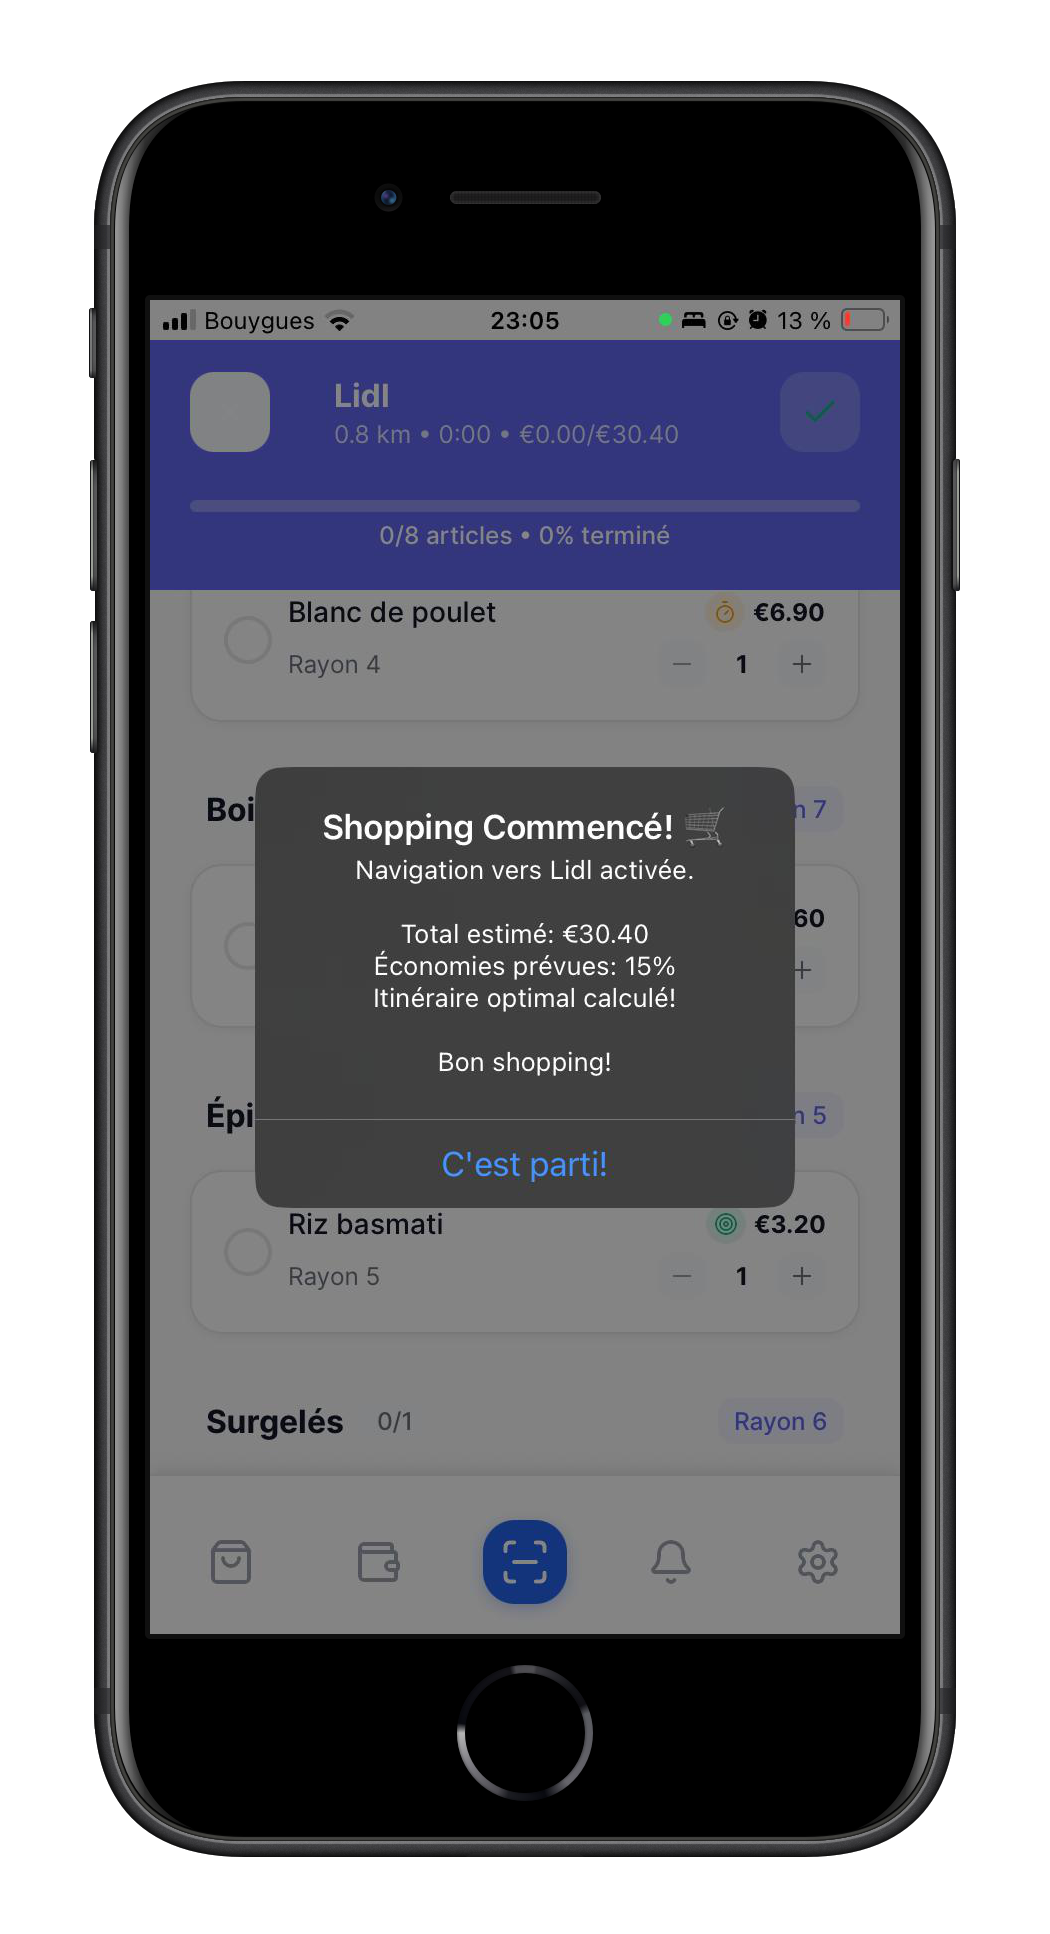 Bouygues 23:05 13 %
Lidl
0.8 km • 0:00 • €0.00/€30.40
0/8 articles • 0% terminé
Blanc de poulet €6.90
Rayon 4 1
Boi n 7
60
Shopping Commencé!
Navigation vers Lidl activée.
Total estimé: €30.40
Économies prévues: 15%
Itinéraire optimal calculé!
Bon shopping!
Épi n 5
C'est parti!
Riz basmati €3.20
Rayon 5 1
Surgelés 0/1 Rayon 6